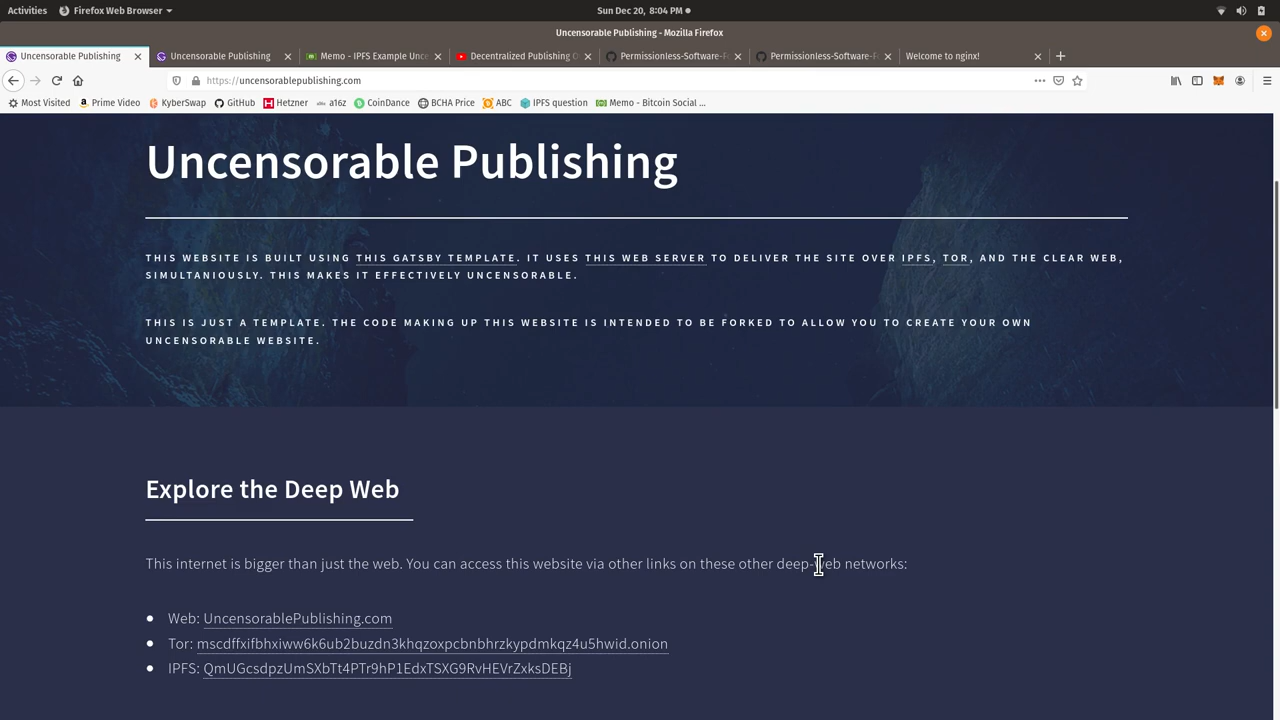 Activities
Firefox Web Browser
Sun Dec 20, 8:04 PM
Uncensorable Publishing - Mozilla Firefox
Uncensorable Publishing
Uncensorable Publishing
Memo - IPFS Example Unce
Decentralized Publishing O
Permissionless-Software-Fo
Permissionless-Software-F
Welcome to nginx!
https://uncensorablepublishing.com
Most Visited
Prime Video
KyberSwap
GitHub
Hetzner
a16z
CoinDance
BCHA Price
ABC
IPFS question
Memo - Bitcoin Social ...
Uncensorable Publishing
THIS WEBSITE IS BUILT USING THIS GATSBY TEMPLATE. IT USES THIS WEB SERVER TO DELIVER THE SITE OVER IPFS, TOR, AND THE CLEAR WEB,
SIMULTANIOUSLY. THIS MAKES IT EFFECTIVELY UNCENSORABLE.
THIS IS JUST A TEMPLATE. THE CODE MAKING UP THIS WEBSITE IS INTENDED TO BE FORKED TO ALLOW YOU TO CREATE YOUR OWN
UNCENSORABLE WEBSITE.
Explore the Deep Web
This internet is bigger than just the web. You can access this website via other links on these other deep-web networks:
Web: UncensorablePublishing.com
Tor: mscdffxifbhxiww6k6ub2buzdn3khqzoxpcbnbhrzkypdmkqz4u5hwid.onion
IPFS: QmUGcsdpzUmSXbTt4PTr9hP1EdxTSXG9RvHEVrZxksDEBj